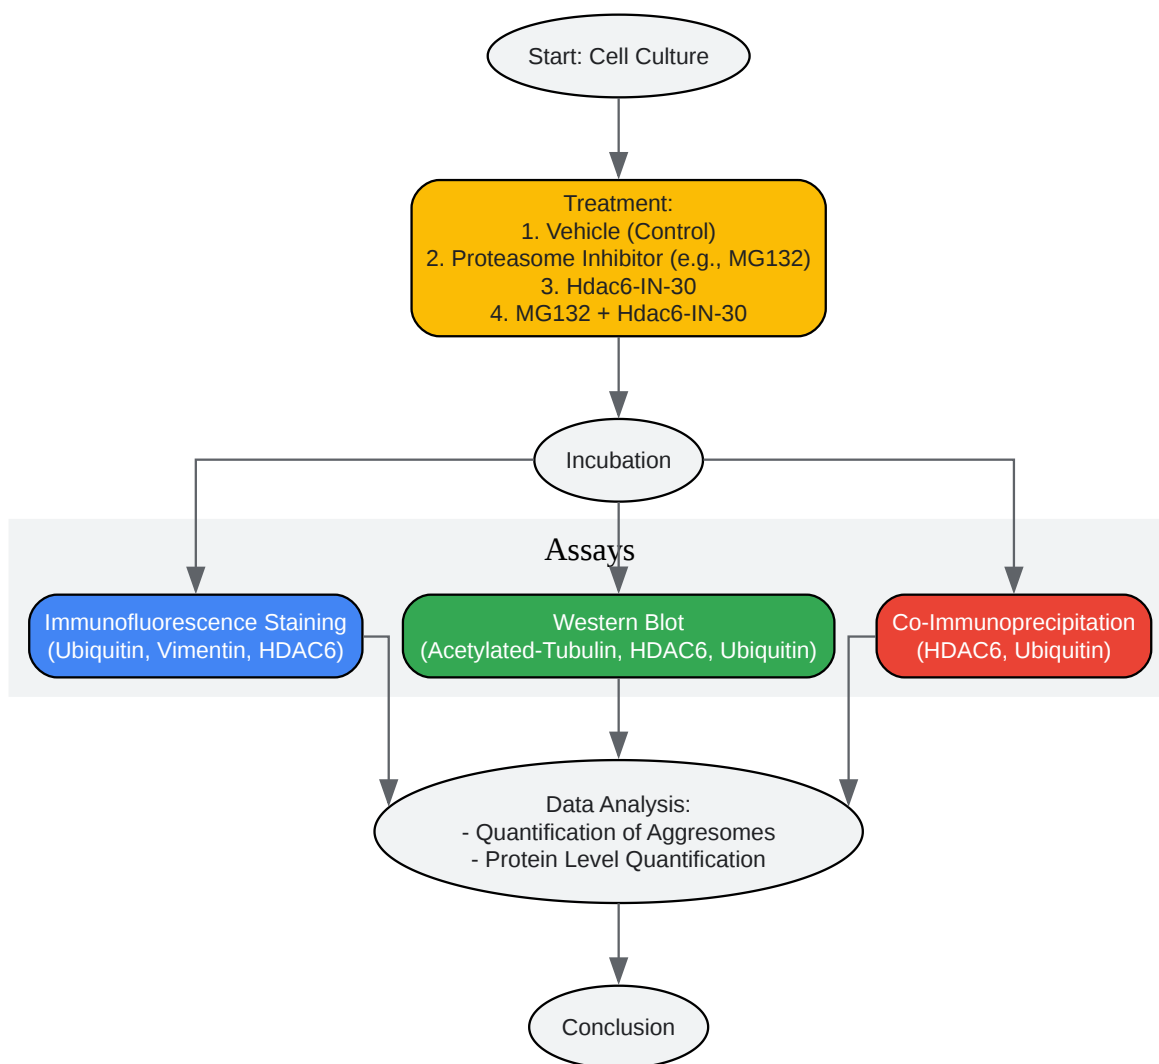 Start: Cell Culture
Treatment:
1. Vehicle (Control)
2. Proteasome Inhibitor (e.g., MG132)
3. Hdac6-IN-30
4. MG132 + Hdac6-IN-30
Incubation
Assays
Immunofluorescence Staining
(Ubiquitin, Vimentin, HDAC6)
Western Blot
(Acetylated-Tubulin, HDAC6, Ubiquitin)
Co-Immunoprecipitation
(HDAC6, Ubiquitin)
Data Analysis:
- Quantification of Aggresomes
- Protein Level Quantification
Conclusion